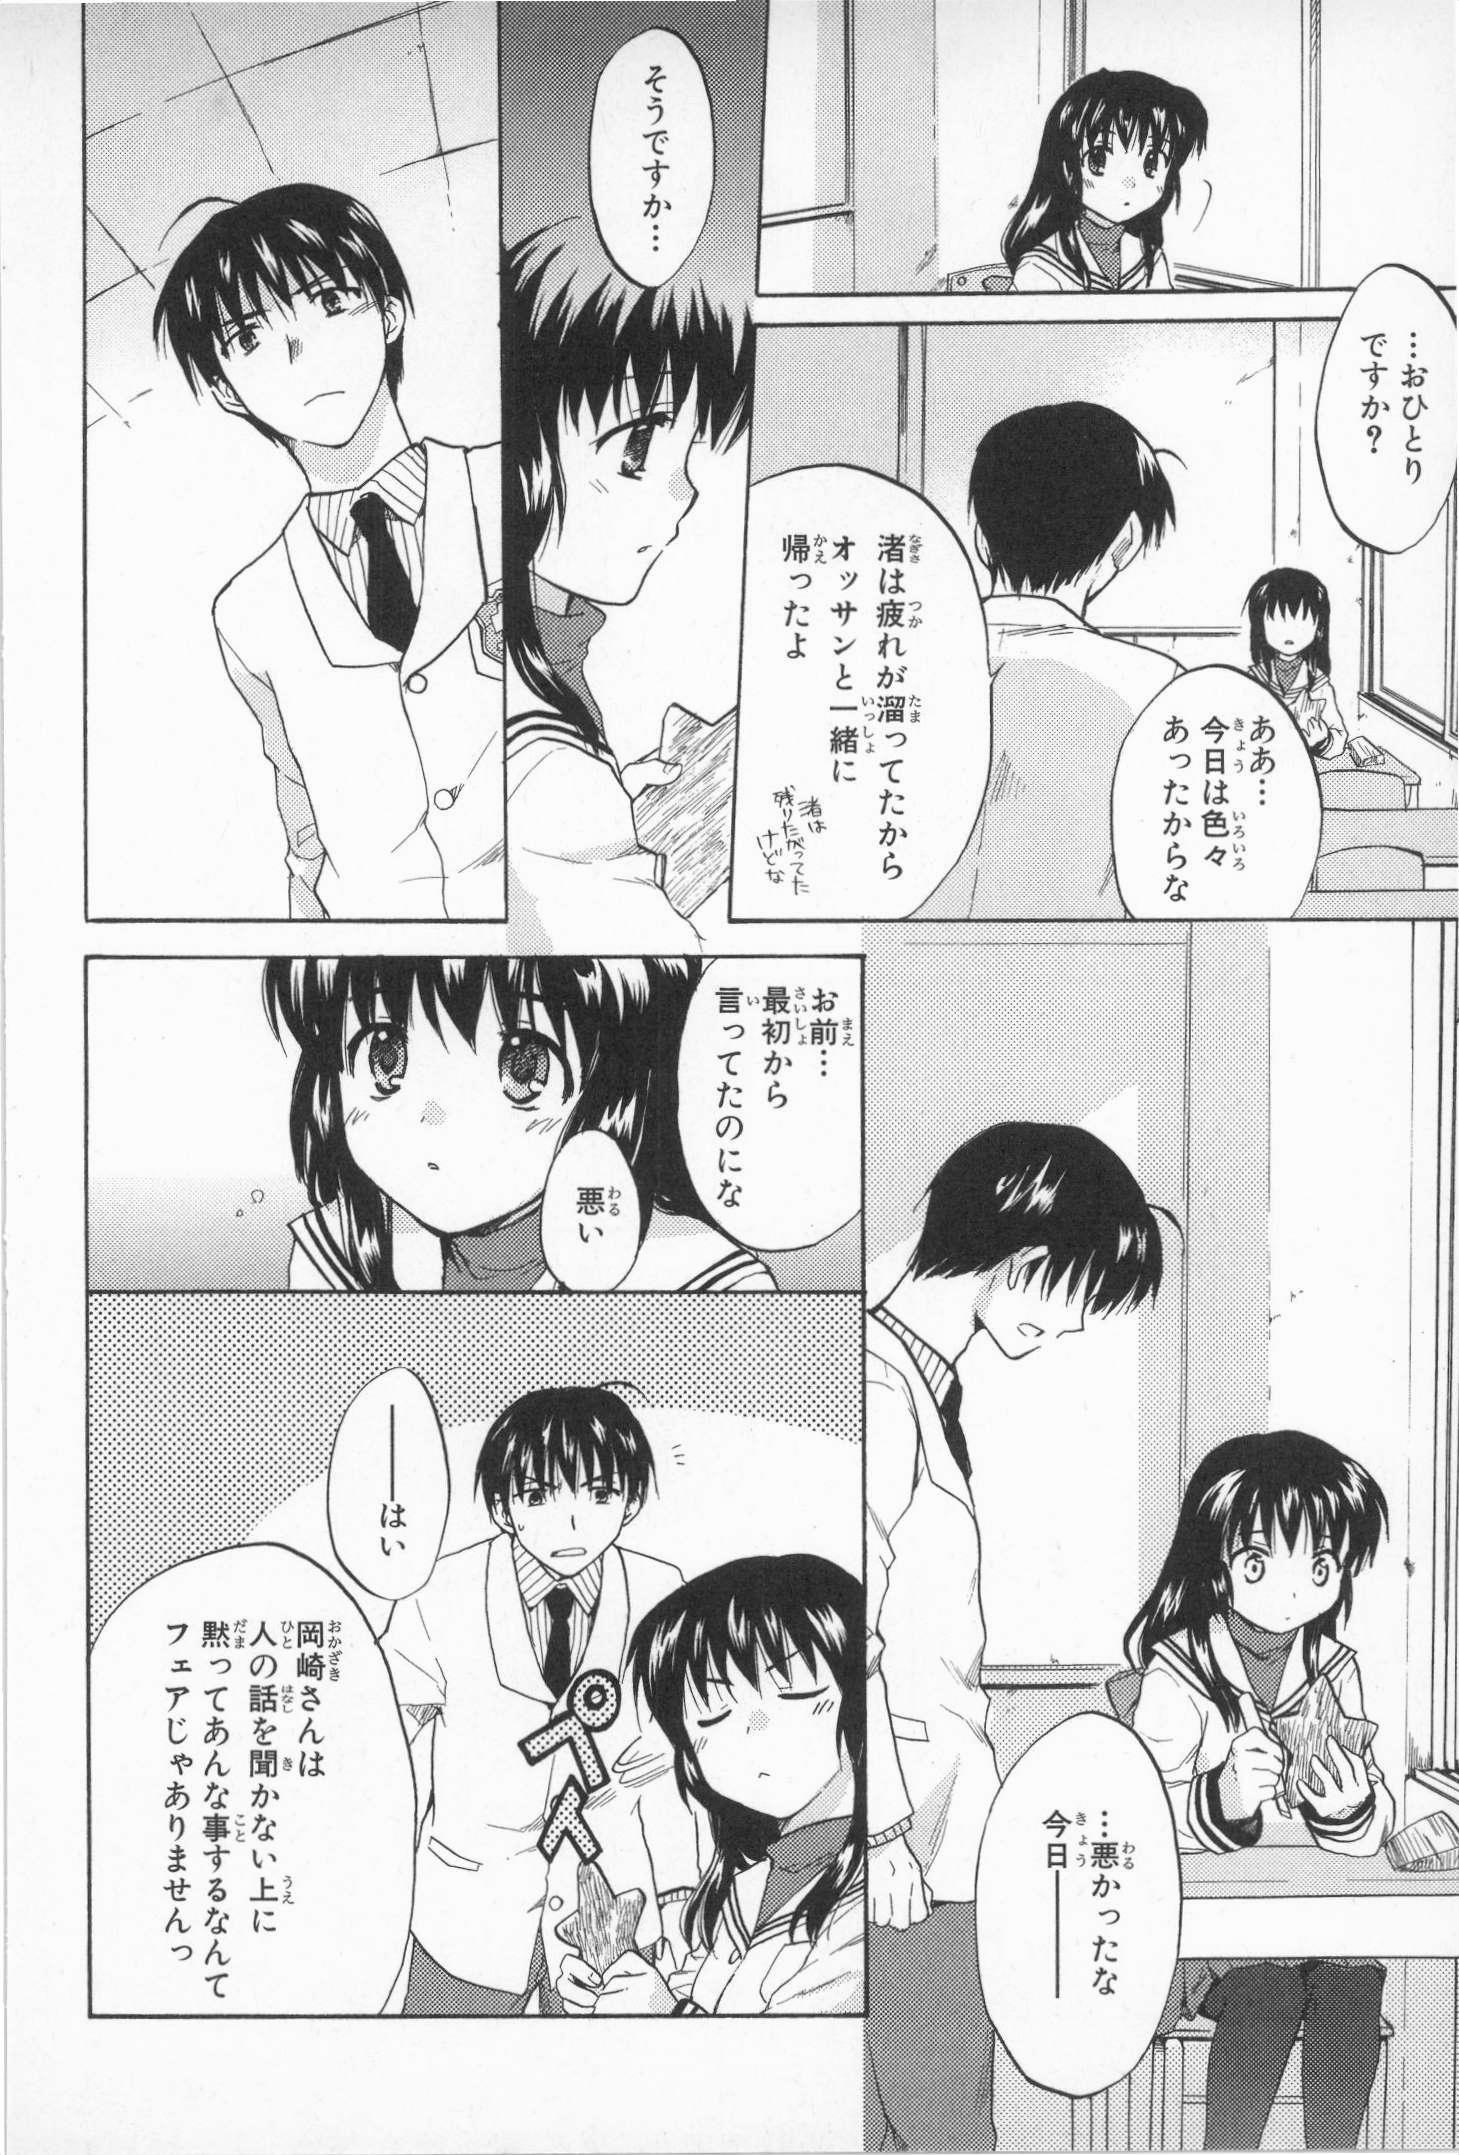 …おひとり
ですか？
ああ…
今日は色々
あったからな
渚は疲れが溜ってたから
オッサンと一緒に
帰ったよ
渚は
残りたがってた
けどな
そうですか…
…悪かったな
今日――
お前…
最初から
言ってたのにな
悪い
――はい
プイ
岡崎さんは
人の話を聞かない上に
黙ってあんな事するなんて
フェアじゃありませんっ